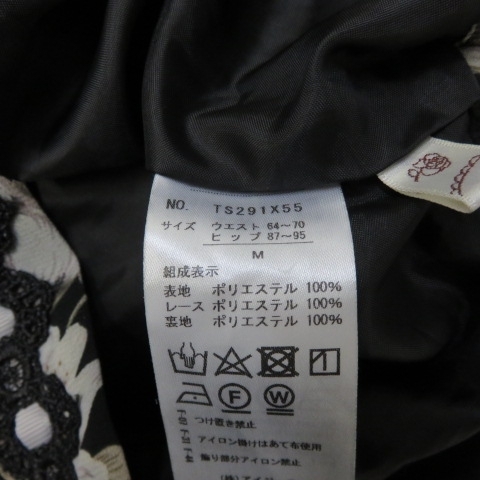 NO. TS291X55
サイズ ウエスト 64～70
ヒップ 87～95
M
組成表示
表地 ポリエステル 100%
レース ポリエステル 100%
裏地 ポリエステル 100%
F
W
つけ置き禁止
アイロン掛けはあて布使用
飾り部分アイロン禁止